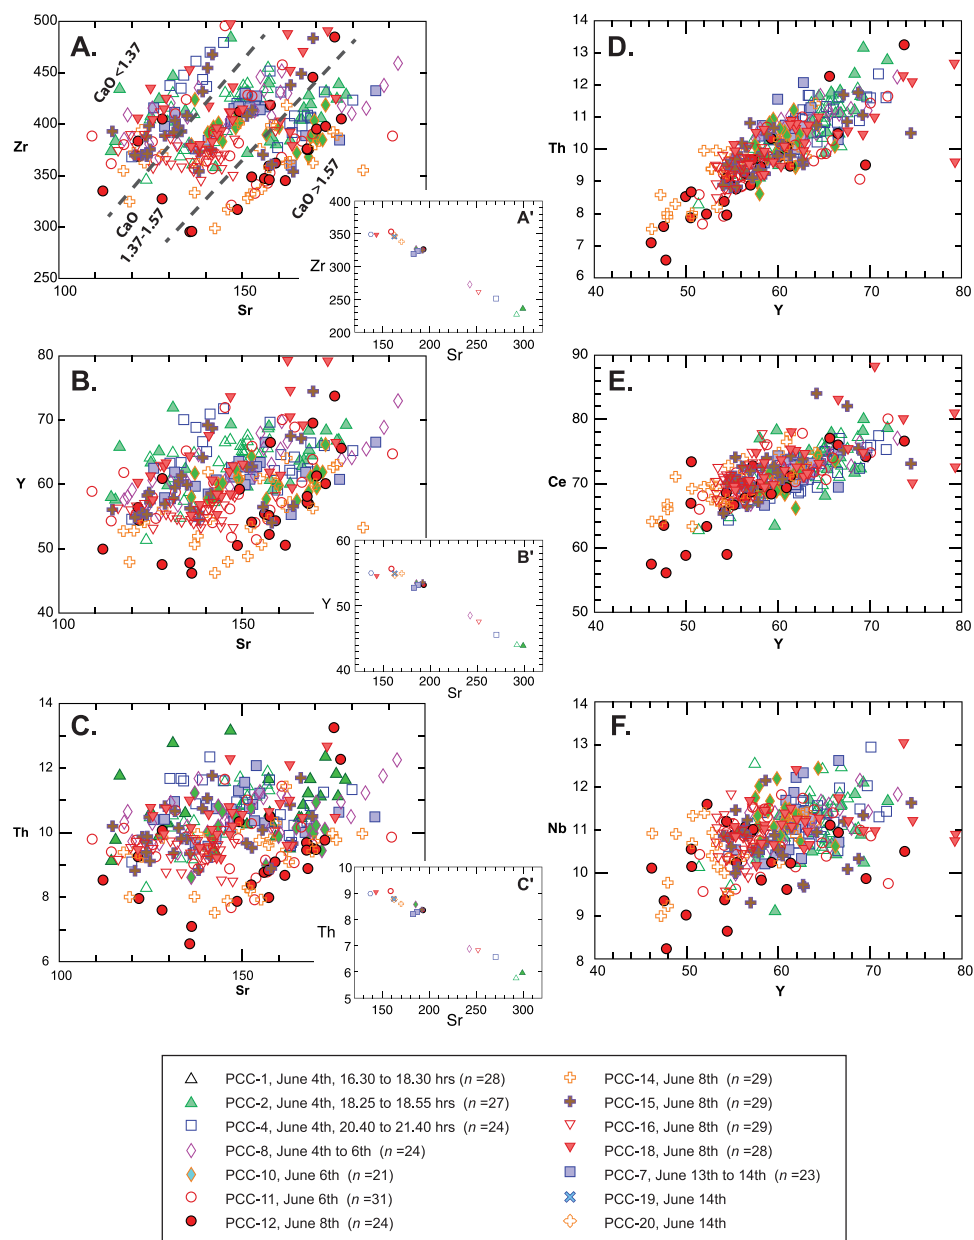 A.
500
450
400
350
300
250
Zr
CaO <1.37
CaO
1.37-1.57
CaO >1.57
100
150
Sr
A'
400
350
300
250
200
Zr
150
200
250
300
Sr
B.
80
70
60
50
40
Y
100
150
Sr
B'
60
50
40
Y
150
200
250
300
Sr
C.
14
12
10
8
6
Th
100
150
Sr
C'
10
9
8
7
6
5
Th
150
200
250
300
Sr
D.
14
13
12
11
10
9
8
7
6
Th
40
50
60
70
80
Y
E.
90
80
70
60
50
Ce
40
50
60
70
80
Y
F.
14
13
12
11
10
9
8
Nb
40
50
60
70
80
Y
PCC-1, June 4th, 16.30 to 18.30 hrs (n =28)
PCC-2, June 4th, 18.25 to 18.55 hrs (n =27)
PCC-4, June 4th, 20.40 to 21.40 hrs (n =24)
PCC-8, June 4th to 6th (n =24)
PCC-10, June 6th (n =21)
PCC-11, June 6th (n =31)
PCC-12, June 8th (n =24)
PCC-14, June 8th (n =29)
PCC-15, June 8th (n =29)
PCC-16, June 8th (n =29)
PCC-18, June 8th (n =28)
PCC-7, June 13th to 14th (n =23)
PCC-19, June 14th
PCC-20, June 14th